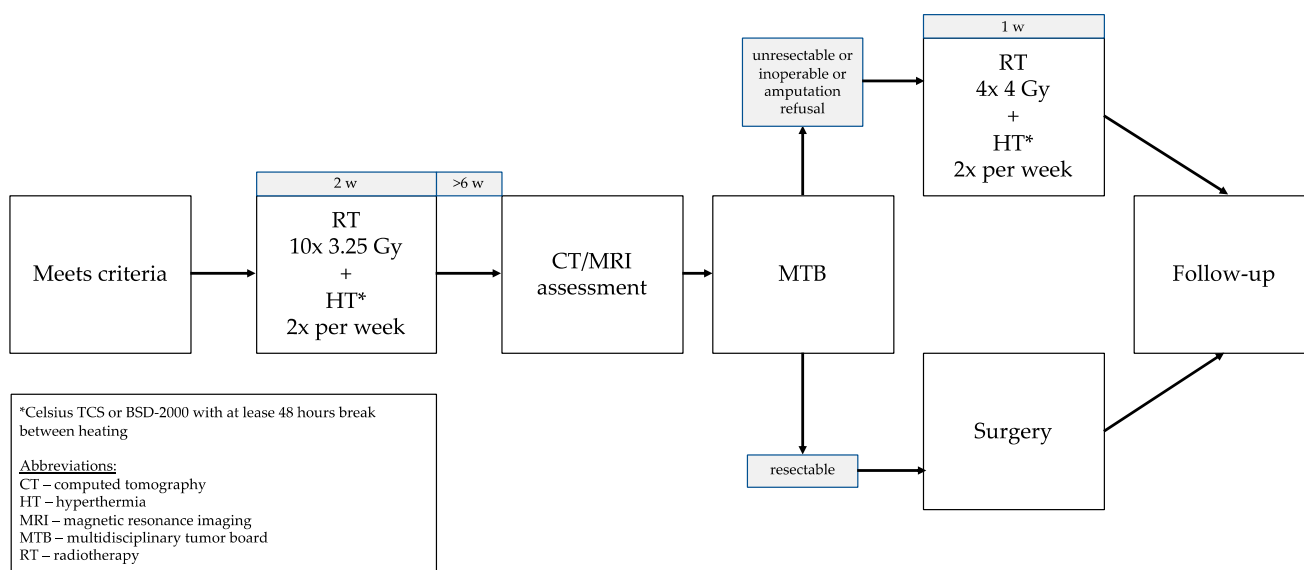 Meets criteria
2 w
>6 w
RT
10x 3.25 Gy
+
HT*
2x per week
CT/MRI
assessment
MTB
unresectable or
inoperable or
amputation
refusal
1 w
RT
4x 4 Gy
+
HT*
2x per week
resectable
Surgery
Follow-up
*Celsius TCS or BSD-2000 with at lease 48 hours break
between heating
Abbreviations:
CT – computed tomography
HT – hyperthermia
MRI – magnetic resonance imaging
MTB – multidisciplinary tumor board
RT – radiotherapy